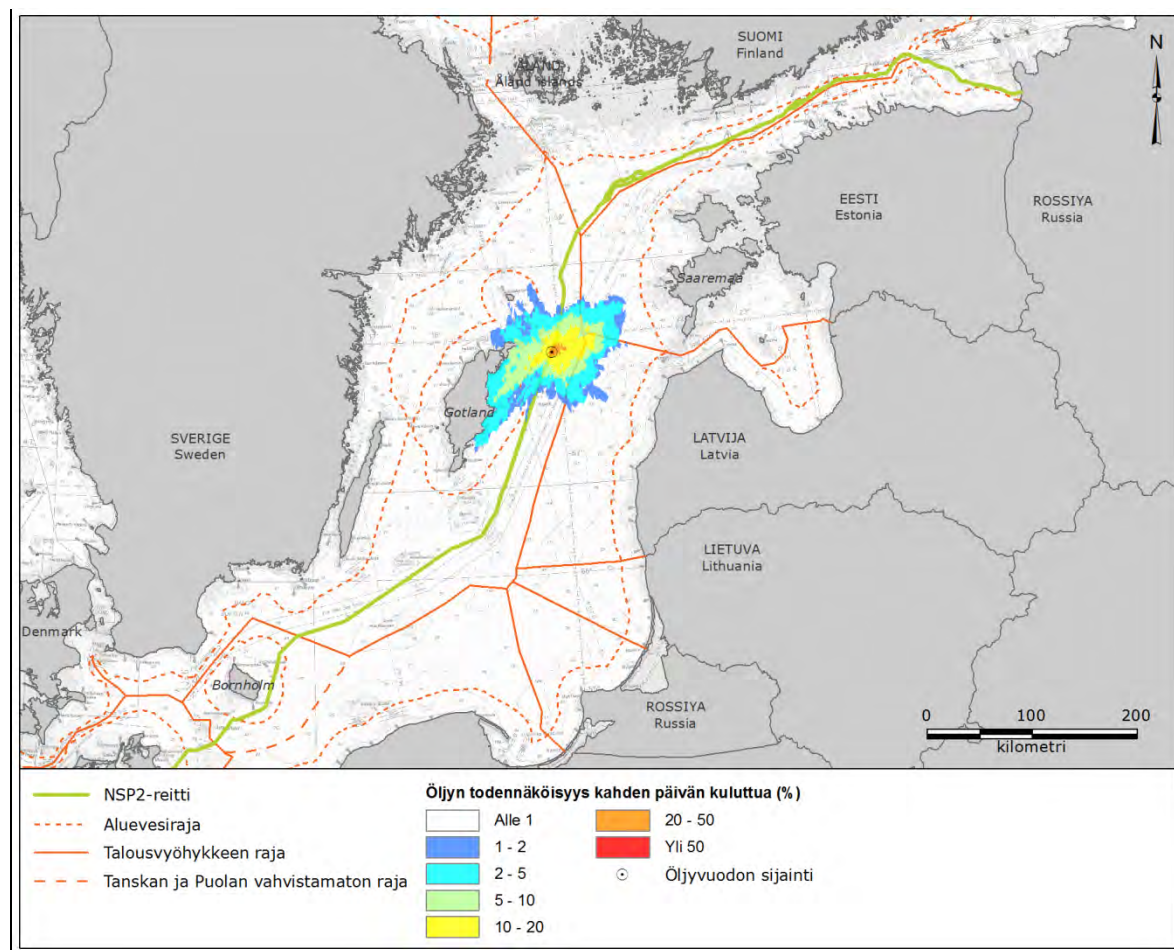 SUOMI
Finland
N
ÅLAND
Åland islands
EESTI
Estonia
ROSSIYA
Russia
Saaremaa
Gotland
SVERIGE
Sweden
LATVIJA
Latvia
LIETUVA
Lithuania
Denmark
Bornholm
ROSSIYA
Russia
0 100 200
kilometri
NSP2-reitti
Aluevesiraja
Talousvyöhykkeen raja
Tanskan ja Puolan vahvistamaton raja
Öljyn todennäköisyys kahden päivän kuluttua (%)
Alle 1
1 - 2
2 - 5
5 - 10
10 - 20
20 - 50
Yli 50
Öljyvuodon sijainti